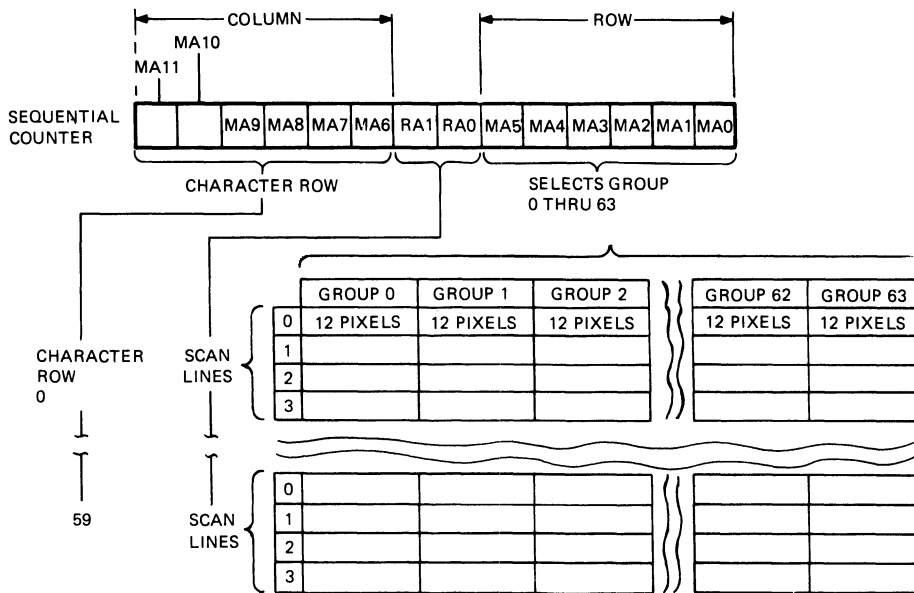 COLUMN ROW
MA10
MA11
SEQUENTIAL COUNTER MA9 MA8 MA7 MA6 RA1 RA0 MA5 MA4 MA3 MA2 MA1 MA0
CHARACTER ROW
SELECTS GROUP
0 THRU 63
GROUP 0 GROUP 1 GROUP 2 GROUP 62 GROUP 63
0 12 PIXELS 12 PIXELS 12 PIXELS 12 PIXELS 12 PIXELS
1
2
3
CHARACTER
ROW
0
SCAN
LINES
0
1
2
3
59
SCAN
LINES